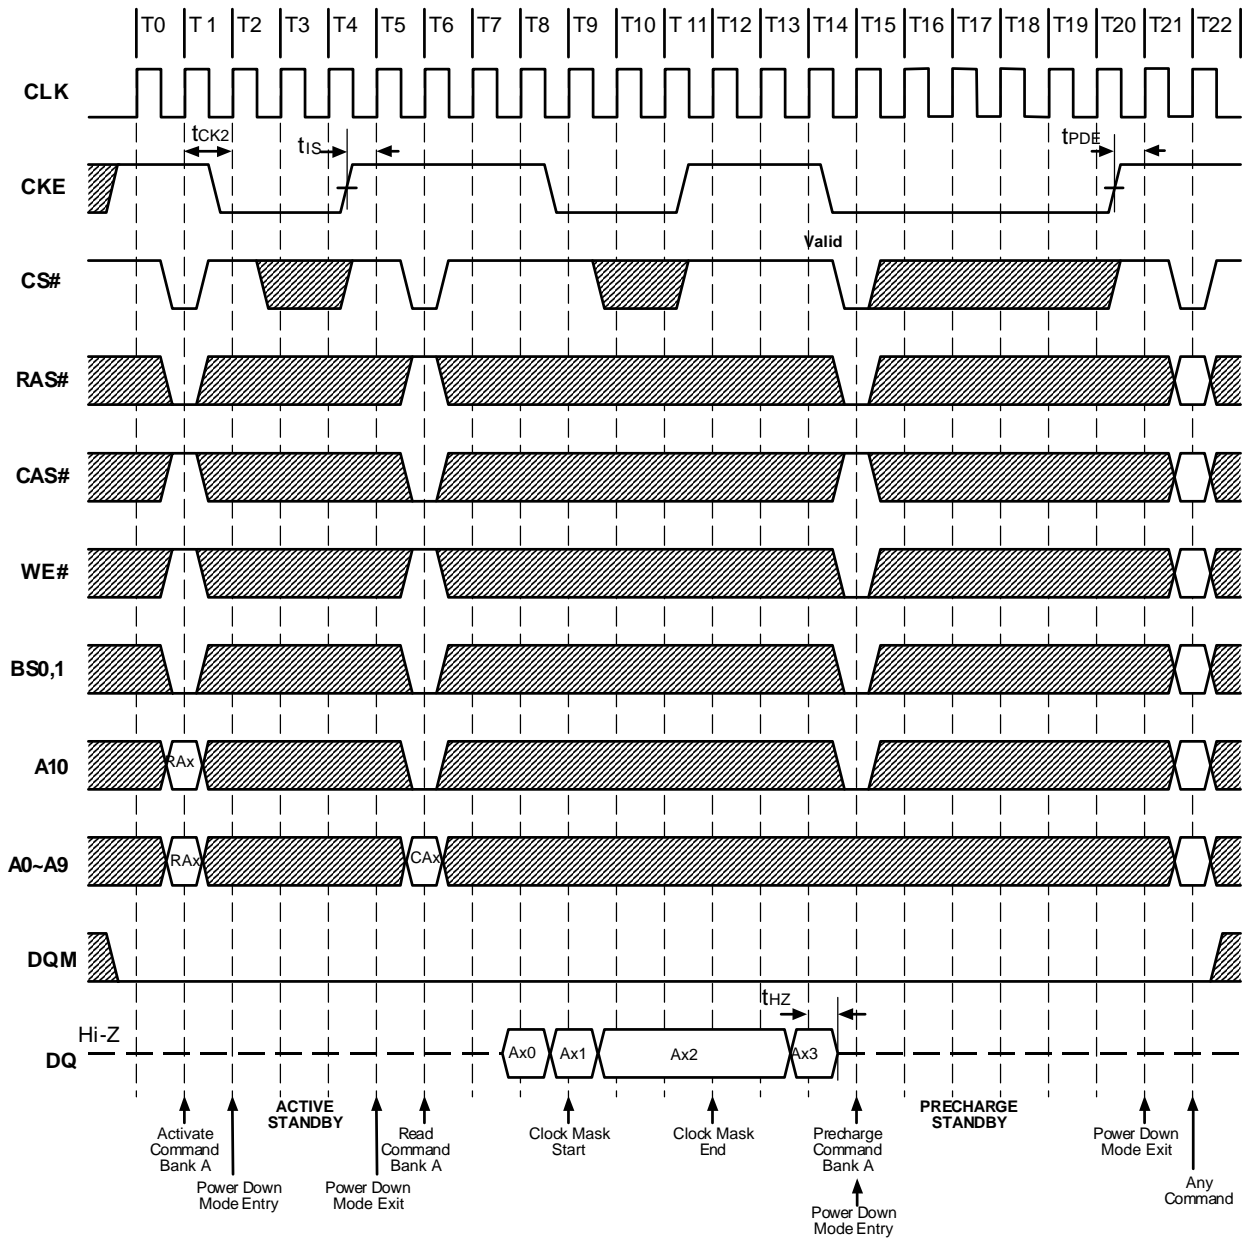 T0 T 1 T2 T3 T4 T5 T6 T7 T8 T9 T10 T 11 T12 T13 T14 T15 T16 T17 T18 T19 T20 T21 T22
CLK
tCK2 tIS tPDE
CKE
Valid
CS#
RAS#
CAS#
WE#
BS0,1
A10 RAx
A0~A9 RAx CAx
DQM
tHZ
Hi-Z
DQ Ax0 Ax1 Ax2 Ax3
ACTIVE
STANDBY
PRECHARGE
STANDBY
Activate
Command
Bank A
Power Down
Mode Entry
Power Down
Mode Exit
Read
Command
Bank A
Clock Mask
Start
Clock Mask
End
Precharge
Command
Bank A
Power Down
Mode Entry
Power Down
Mode Exit
Any
Command